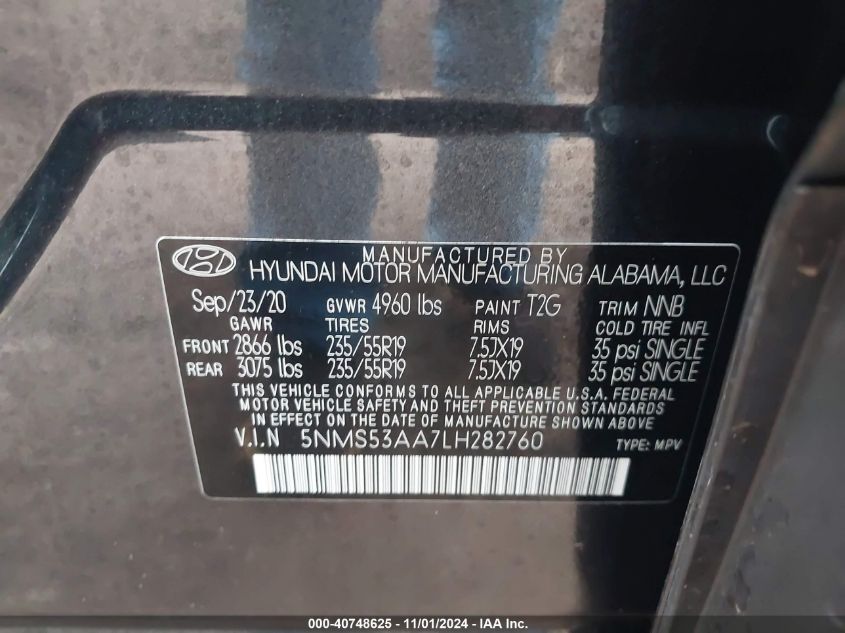 MANUFACTURED BY
HYUNDAI MOTOR MANUFACTURING ALABAMA, LLC
Sep/23/20 GVWR 4960 lbs PAINT T2G TRIM NNB
GAWR TIRES RIMS COLD TIRE INFL
FRONT 2866 lbs 235/55R19 7.5JX19 35 psi SINGLE
REAR 3075 lbs 235/55R19 7.5JX19 35 psi SINGLE
THIS VEHICLE CONFORMS TO ALL APPLICABLE U.S.A. FEDERAL
MOTOR VEHICLE SAFETY AND THEFT PREVENTION STANDARDS
IN EFFECT ON THE DATE OF MANUFACTURE SHOWN ABOVE
V.I.N 5NMS53AA7LH282760 TYPE: MPV
000-40748625 - 11/01/2024 - IAA Inc.